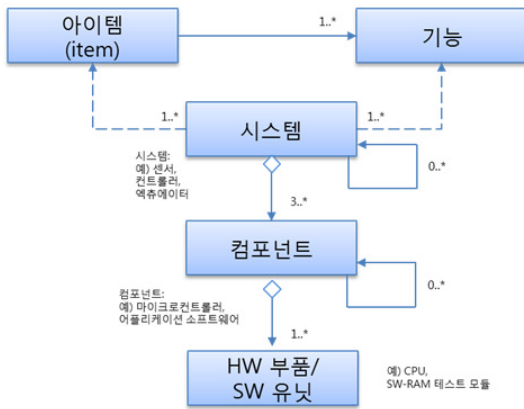 아이템
(item)
1..*
기능
1..*
1..*
시스템
시스템:
예) 센서,
컨트롤러,
엑츄에이터
0..*
3..*
컴포넌트
컴포넌트:
예) 마이크로컨트롤러,
어플리케이션 소프트웨어
0..*
1..*
HW 부품/
SW 유닛
예) CPU,
SW-RAM 테스트 모듈